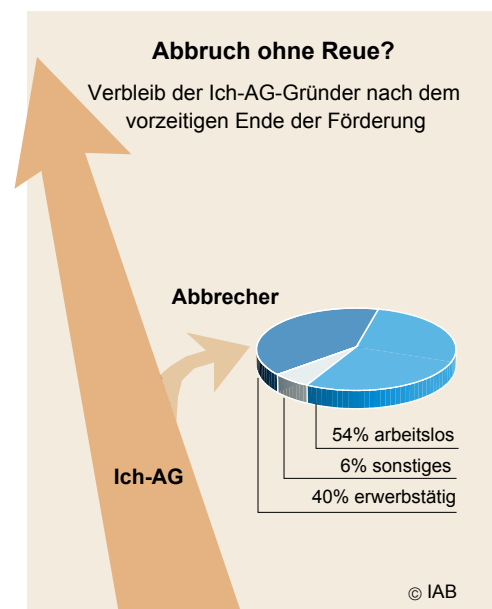 Abbruch ohne Reue?
Verbleib der Ich-AG-Gründer nach dem
vorzeitigen Ende der Förderung
Abbrecher
54% arbeitslos
6% sonstiges
Ich-AG
40% erwerbstätig
© IAB